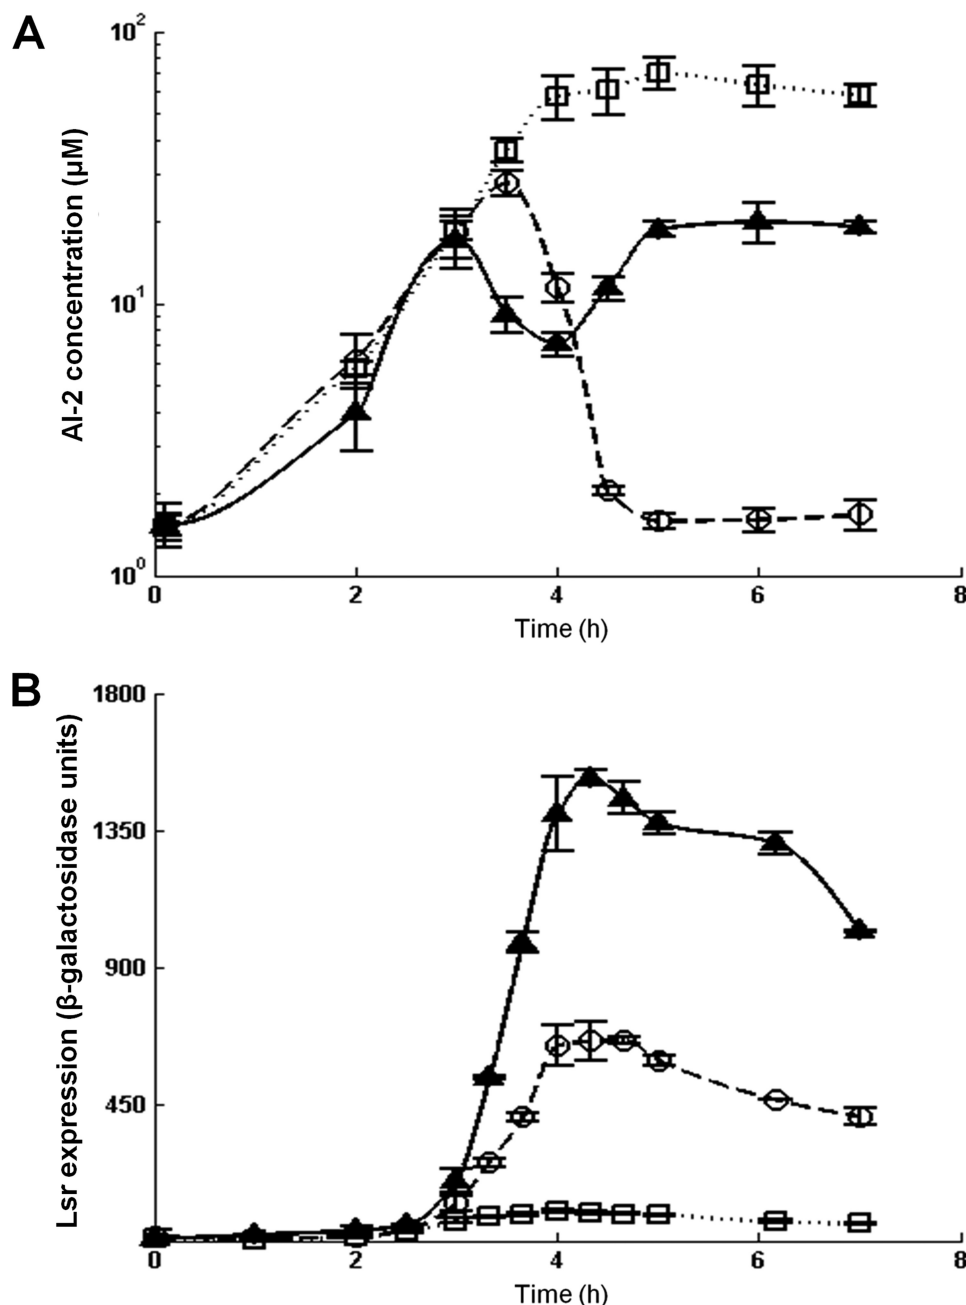 A
AI-2 concentration (μM)
10²
10¹
10⁰
0 2 4 6 8
Time (h)
B
Lsr expression (β-galactosidase units)
1800
1350
900
450
0 2 4 6 8
Time (h)